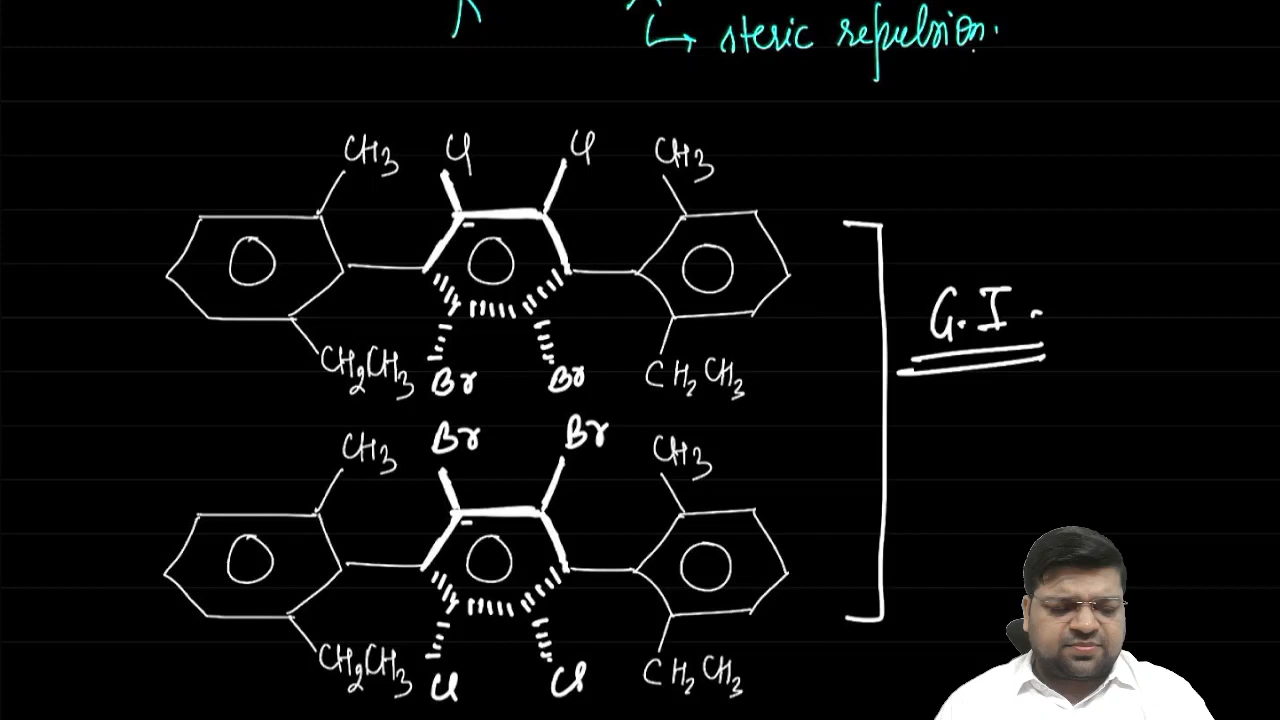 steric repulsion.
CH3 Cl Cl CH3
CH2CH3 Br Br CH2CH3
G.I.
CH3 Br Br CH3
CH2CH3 Cl Cl CH2CH3